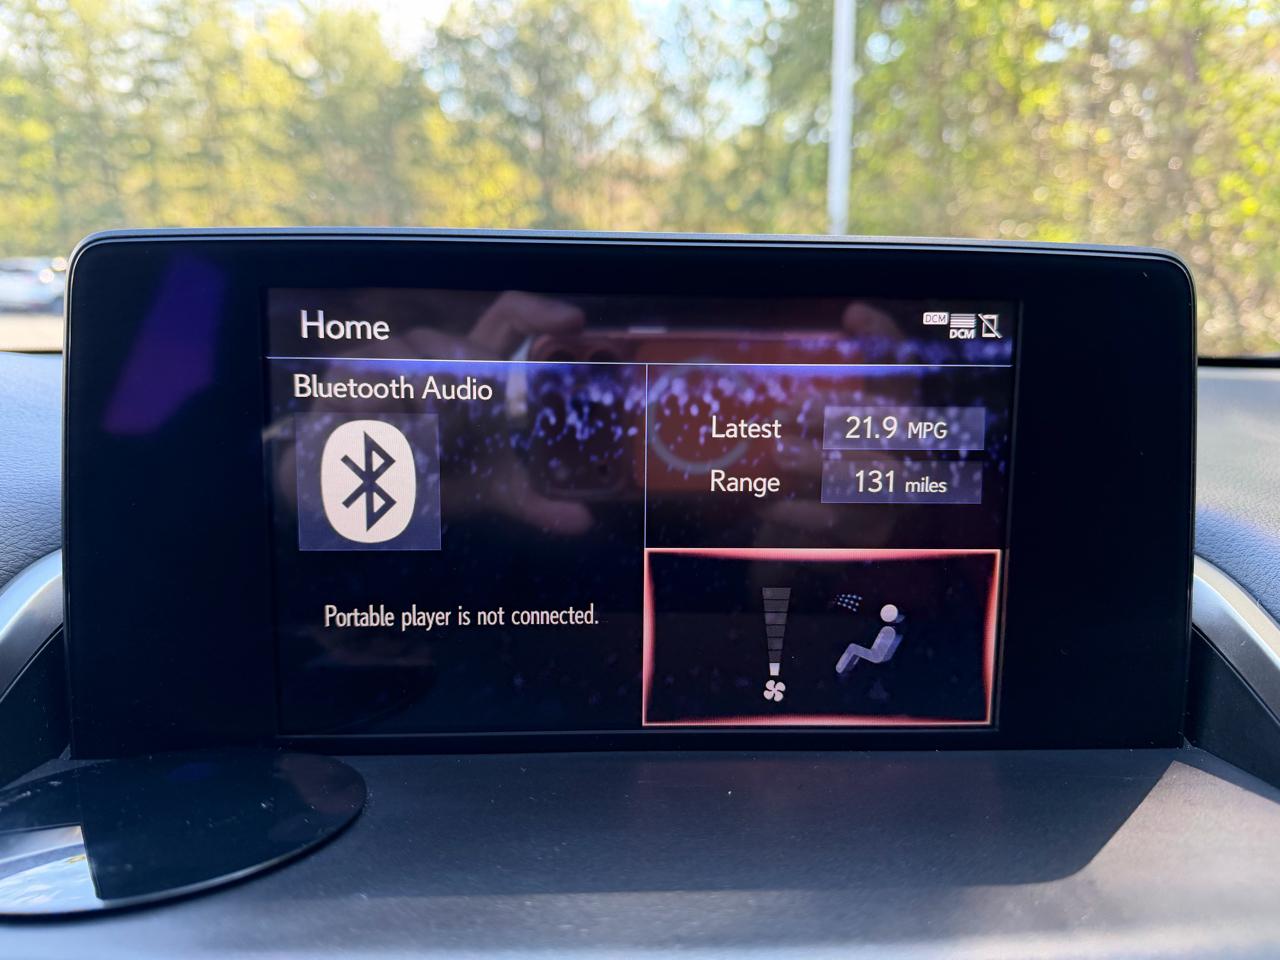 Home
DCM
DCM
Bluetooth Audio
Latest 21.9 MPG
Range 131 miles
Portable player is not connected.